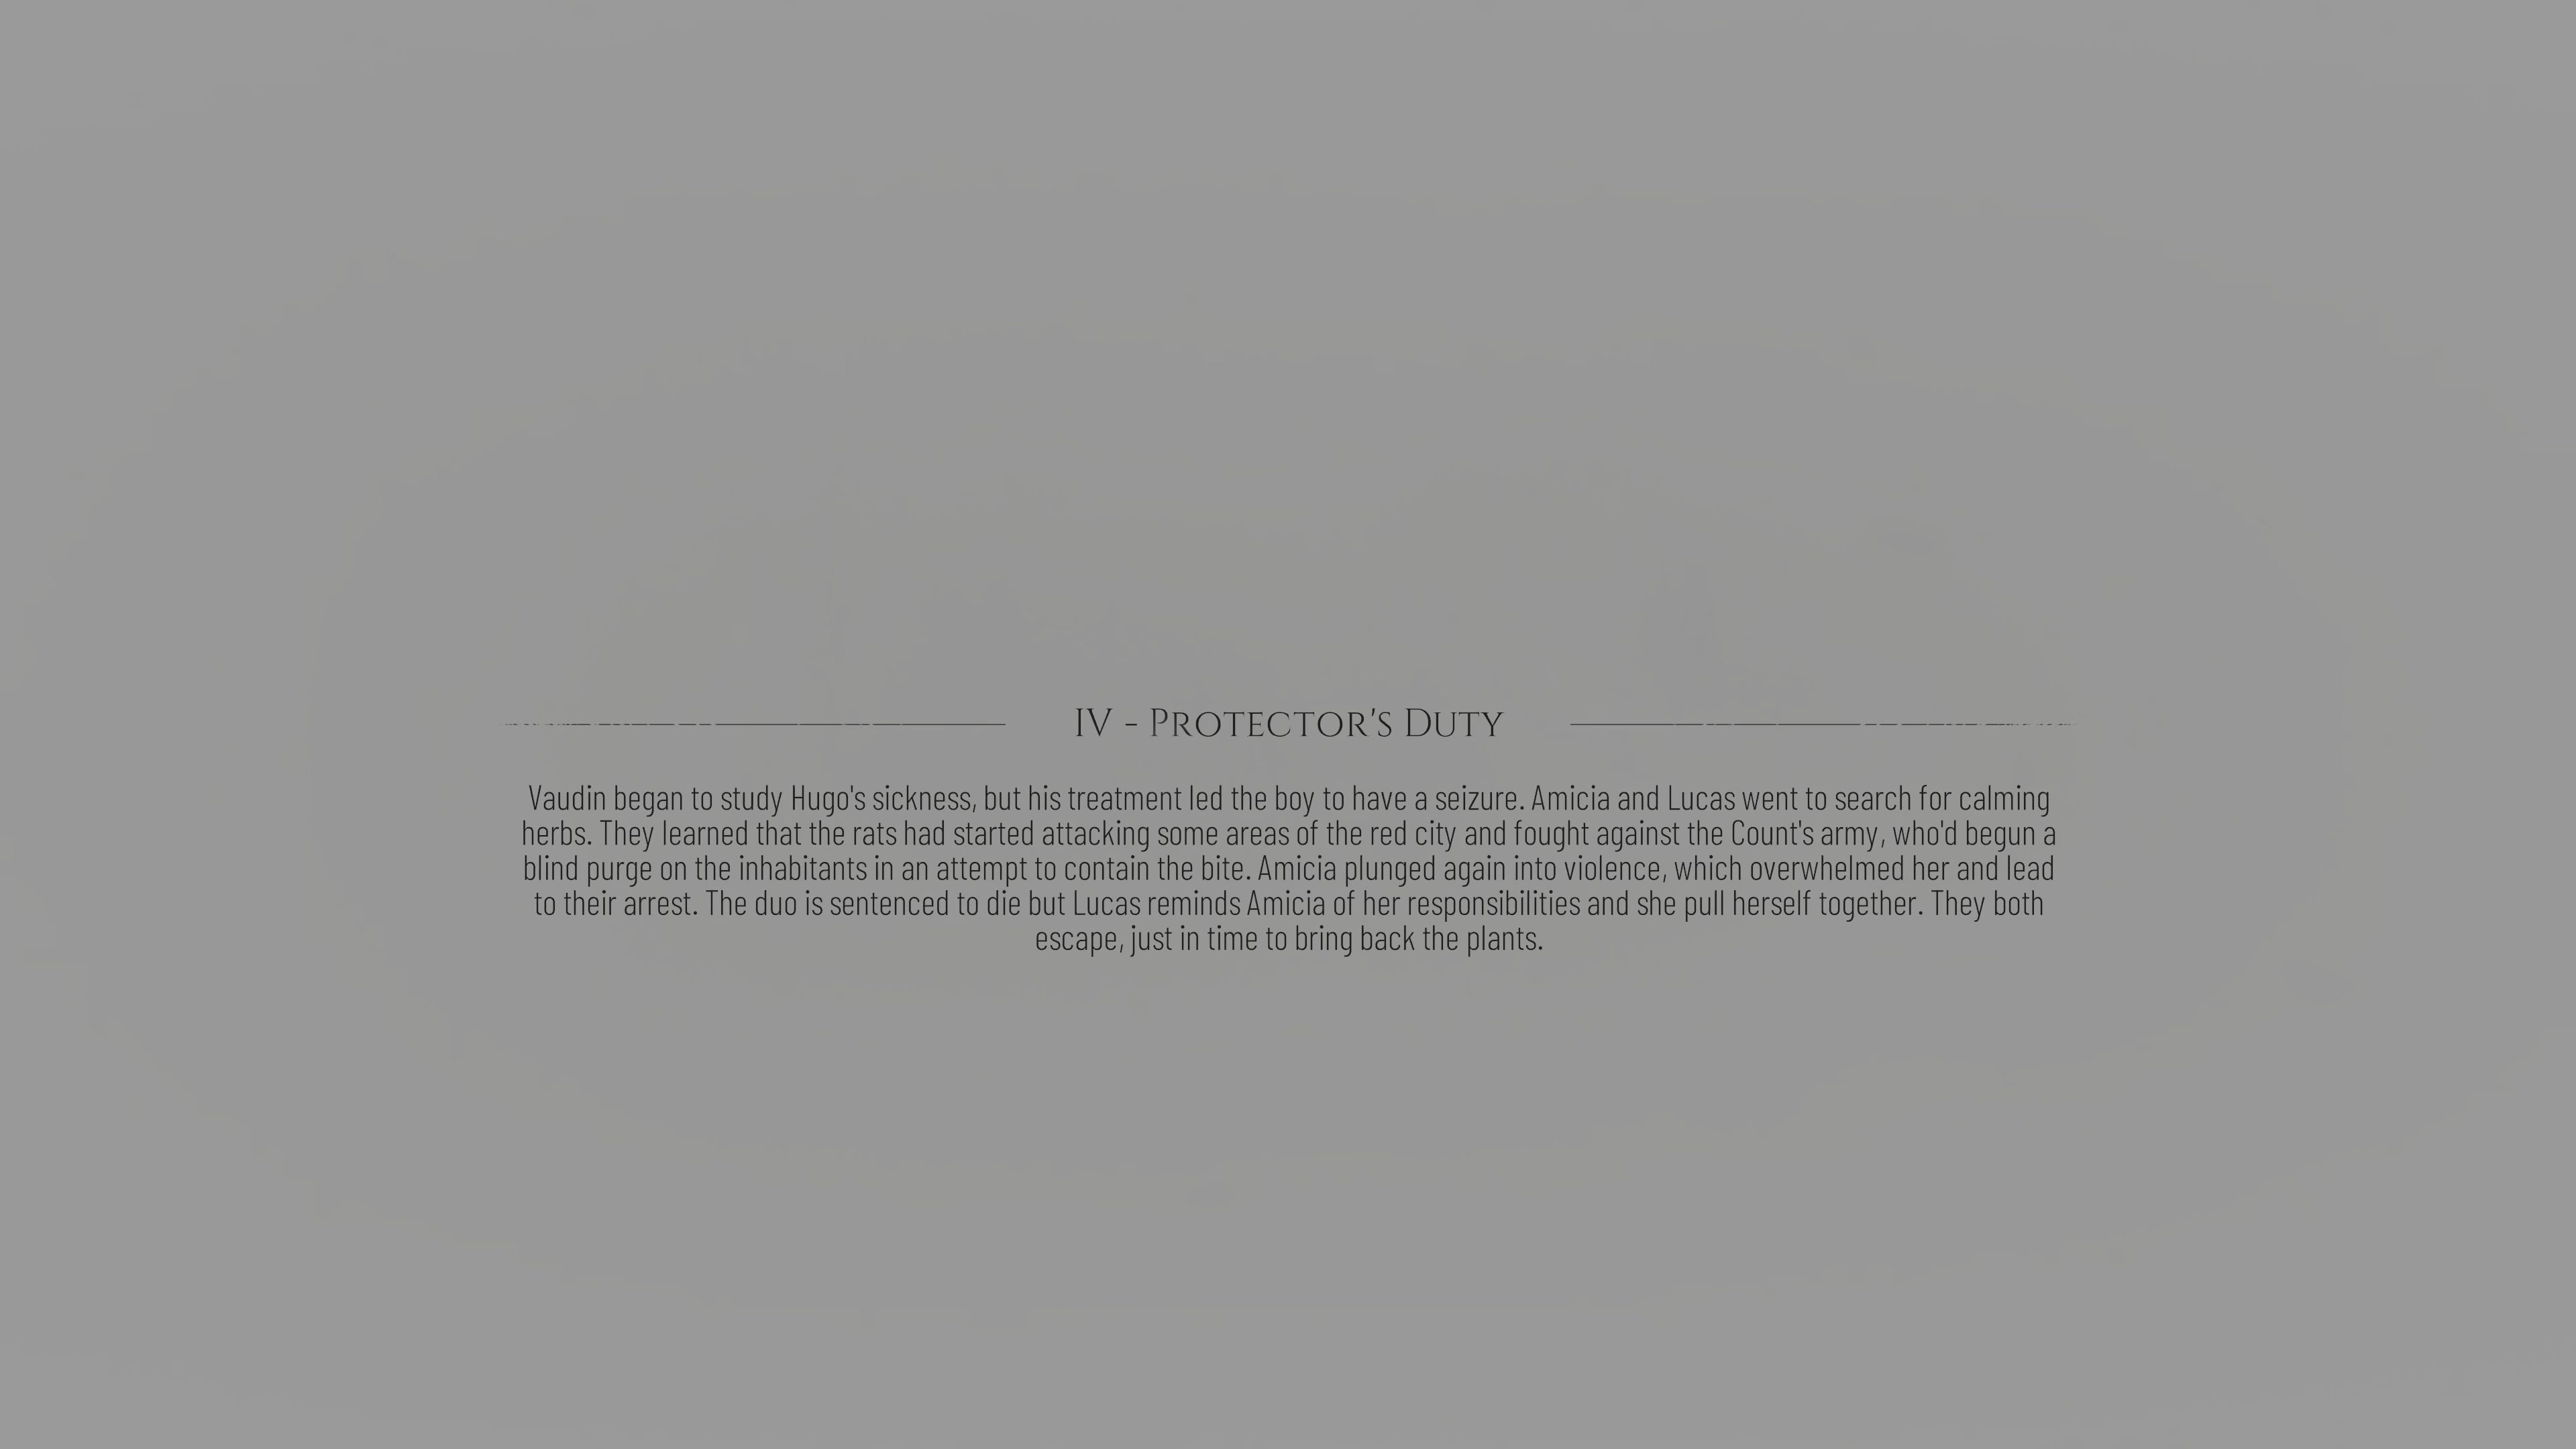 IV - Protector's Duty
Vaudin began to study Hugo's sickness, but his treatment led the boy to have a seizure. Amicia and Lucas went to search for calming
herbs. They learned that the rats had started attacking some areas of the red city and fought against the Count's army, who'd begun a
blind purge on the inhabitants in an attempt to contain the bite. Amicia plunged again into violence, which overwhelmed her and lead
to their arrest. The duo is sentenced to die but Lucas reminds Amicia of her responsibilities and she pull herself together. They both
escape, just in time to bring back the plants.